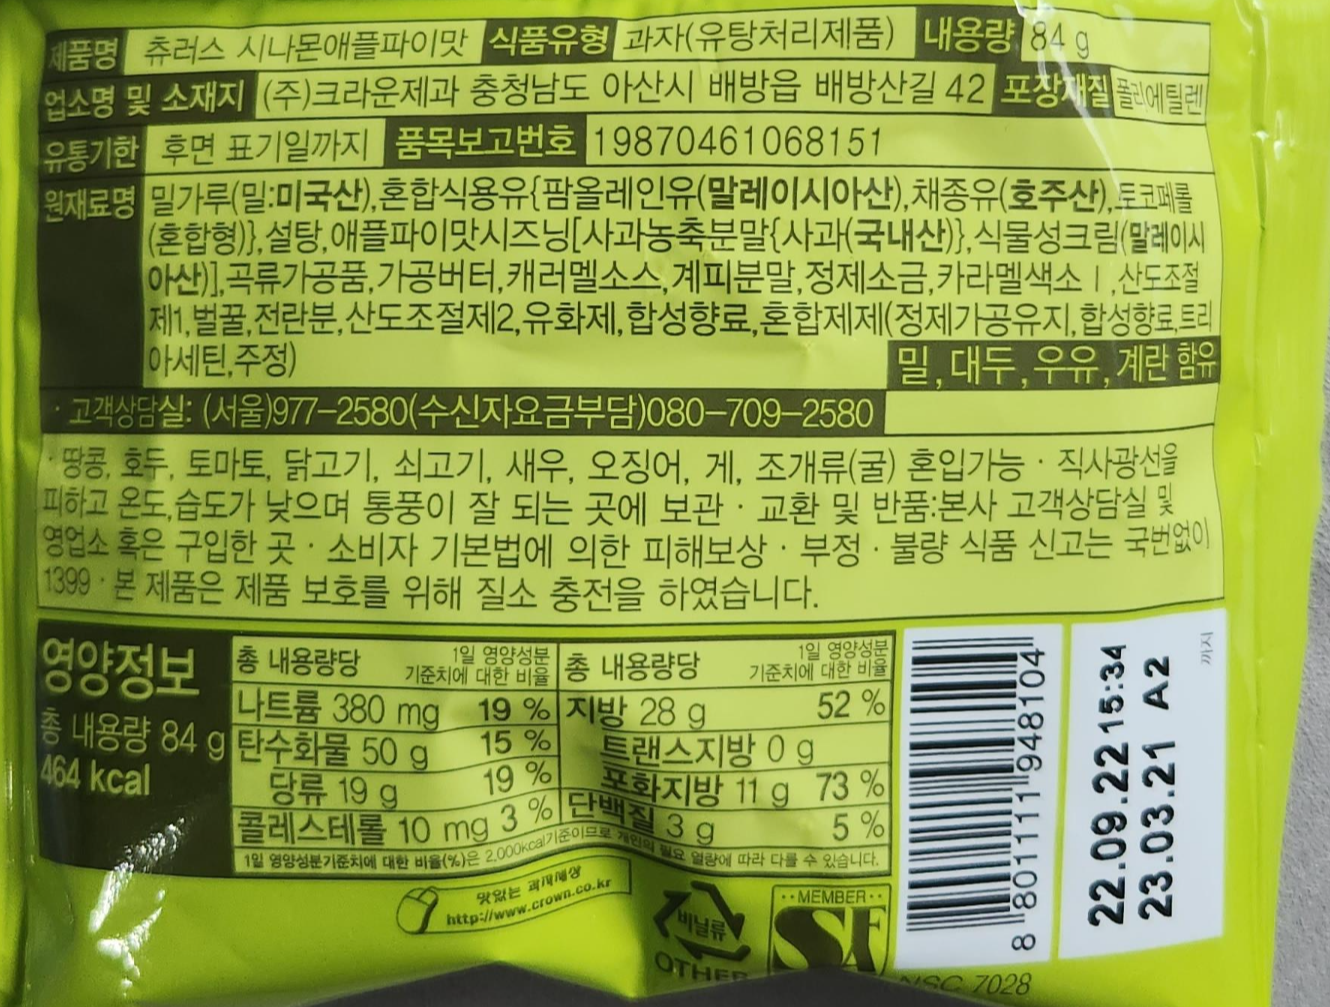 제품명 츄러스 시나몬애플파이맛 식품유형 과자(유탕처리제품) 내용량 84 g
업소명 및 소재지 (주)크라운제과 충청남도 아산시 배방읍 배방산길 42 포장재질 폴리에틸렌
유통기한 후면 표기일까지 품목보고번호 19870461068151
원재료명 밀가루(밀:미국산),혼합식용유{팜올레인유(말레이시아산),채종유(호주산),토코페롤
(혼합형)},설탕,애플파이맛시즈닝[사과농축분말{사과(국내산)},식물성크림(말레이시
아산)],곡류가공품,가공버터,캐러멜소스,계피분말,정제소금,카라멜색소Ⅰ,산도조절
제1,벌꿀,전란분,산도조절제2,유화제,합성향료,혼합제제(정제가공유지,합성향료,트리
아세틴,주정)
밀, 대두, 우유, 계란 함유
· 고객상담실: (서울)977-2580(수신자요금부담)080-709-2580
· 땅콩, 호두, 토마토, 닭고기, 쇠고기, 새우, 오징어, 게, 조개류(굴) 혼입가능 · 직사광선을
피하고 온도,습도가 낮으며 통풍이 잘 되는 곳에 보관 · 교환 및 반품:본사 고객상담실 및
영업소 혹은 구입한 곳 · 소비자 기본법에 의한 피해보상 · 부정 · 불량 식품 신고는 국번없이
1399 · 본 제품은 제품 보호를 위해 질소 충전을 하였습니다.
영양정보
총 내용량 84 g
464 kcal
총 내용량당 1일 영양성분 기준치에 대한 비율
나트륨 380 mg 19 %
탄수화물 50 g 15 %
당류 19 g 19 %
콜레스테롤 10 mg 3 %
총 내용량당 1일 영양성분 기준치에 대한 비율
지방 28 g 52 %
트랜스지방 0 g
포화지방 11 g 73 %
단백질 3 g 5 %
1일 영양성분기준치에 대한 비율(%)은 2,000kcal기준이므로 개인의 필요 열량에 따라 다를 수 있습니다.
맛있는 과자세상
http://www.crown.co.kr
비닐류
OTHER
··MEMBER··
SF
8 801111 948104
NSC 7028
22.09.22 15:34
23.03.21 A2
까지